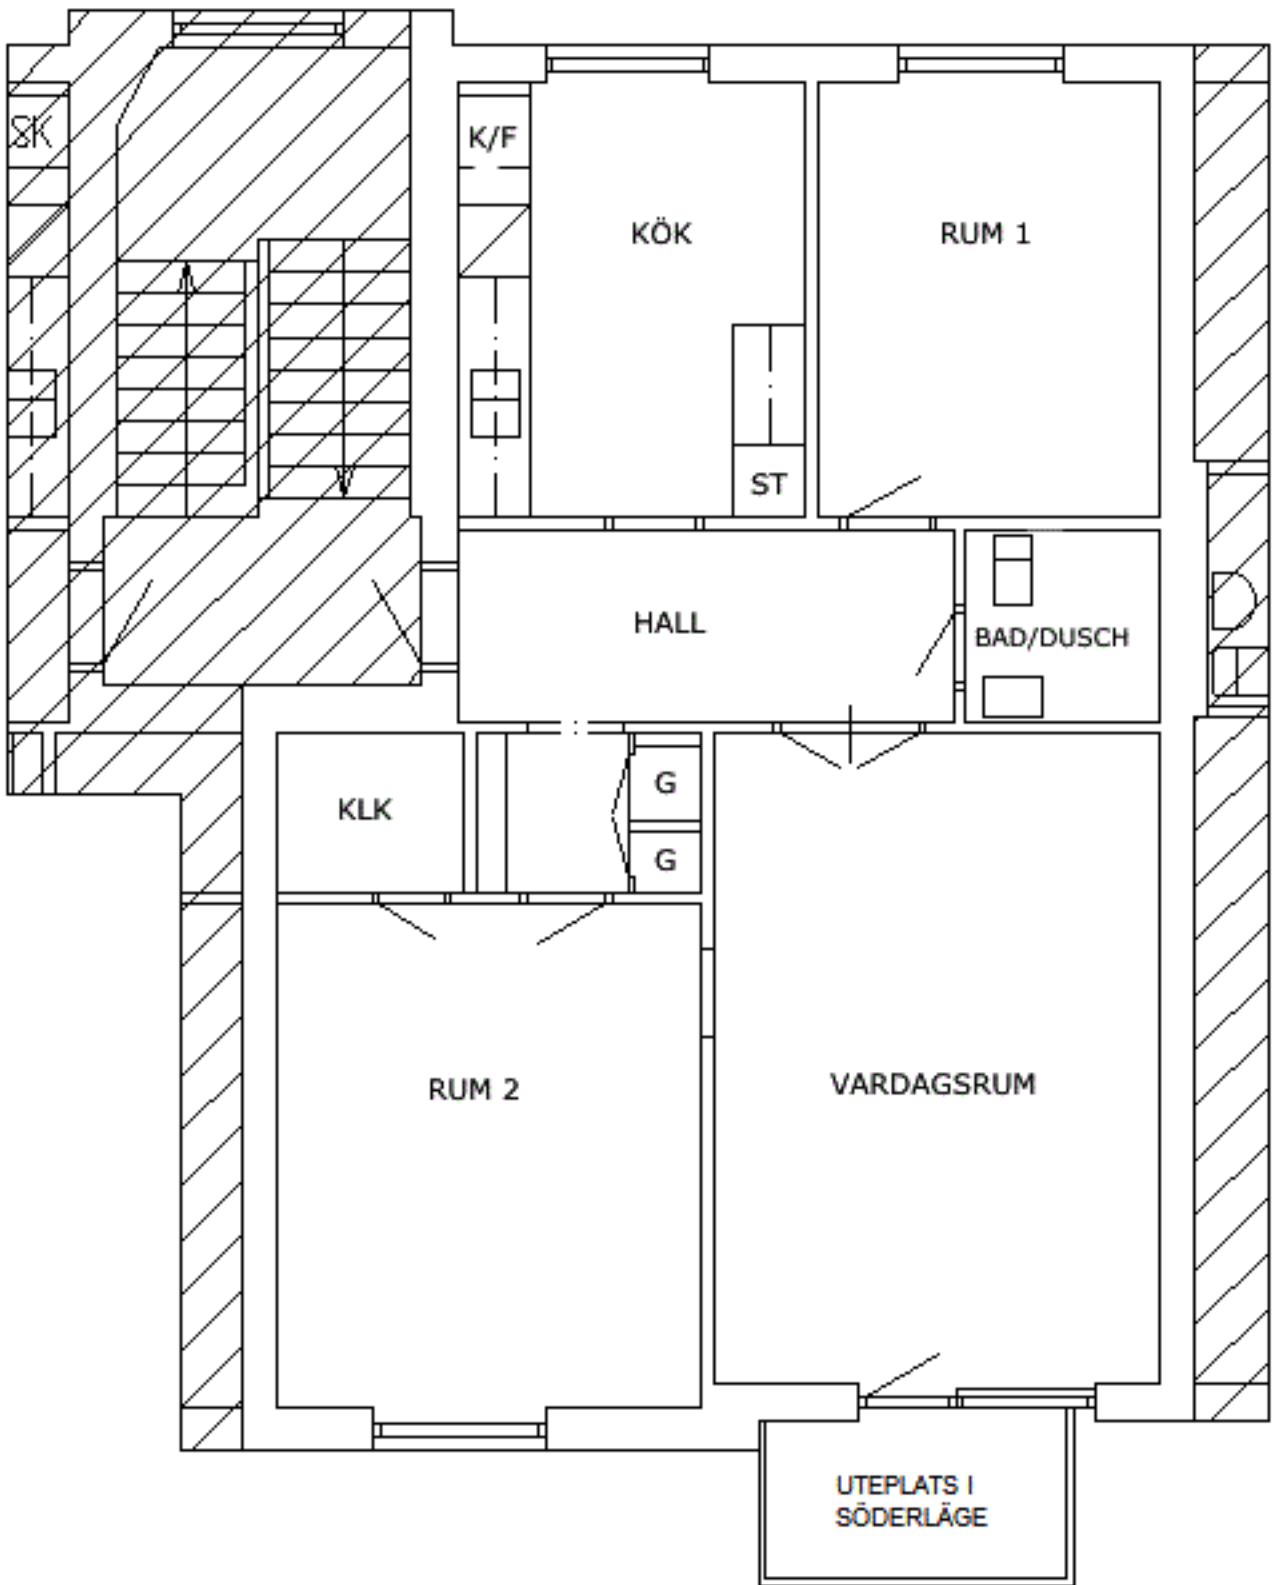 SK
K/F
KÖK
RUM 1
ST
HALL
BAD/DUSCH
KLK
G
G
RUM 2
VARDAGSRUM
UTEPLATS I
SÖDERLÄGE